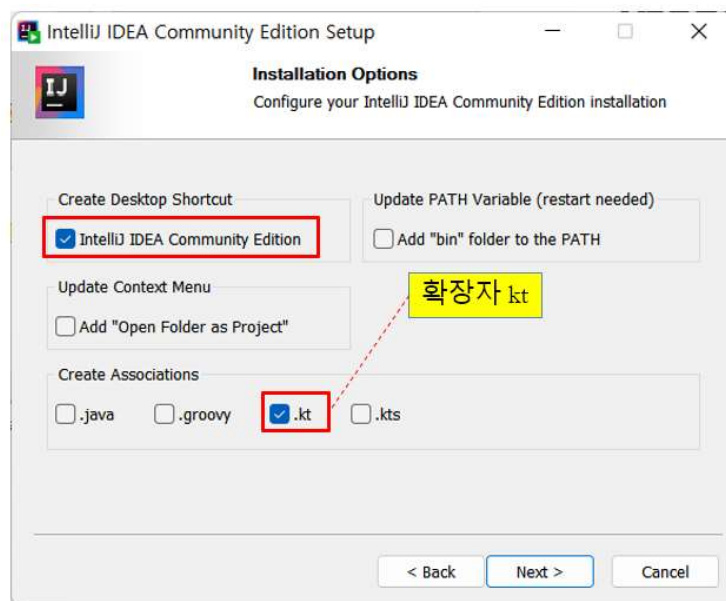 IntelliJ IDEA Community Edition Setup
IJ
Installation Options
Configure your IntelliJ IDEA Community Edition installation
Create Desktop Shortcut
IntelliJ IDEA Community Edition
Update PATH Variable (restart needed)
Add "bin" folder to the PATH
Update Context Menu
Add "Open Folder as Project"
확장자 kt
Create Associations
.java .groovy .kt .kts
< Back Next > Cancel